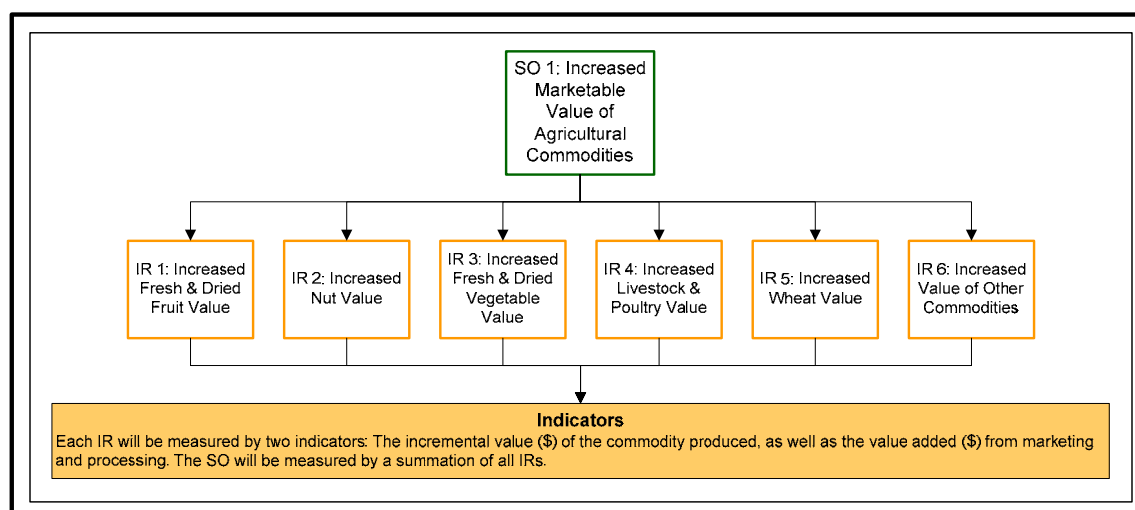 SO 1: Increased
Marketable
Value of
Agricultural
Commodities
IR 1: Increased
Fresh & Dried
Fruit Value
IR 2: Increased
Nut Value
IR 3: Increased
Fresh & Dried
Vegetable
Value
IR 4: Increased
Livestock &
Poultry Value
IR 5: Increased
Wheat Value
IR 6: Increased
Value of Other
Commodities
Indicators
Each IR will be measured by two indicators: The incremental value ($) of the commodity produced, as well as the value added ($) from marketing
and processing. The SO will be measured by a summation of all IRs.